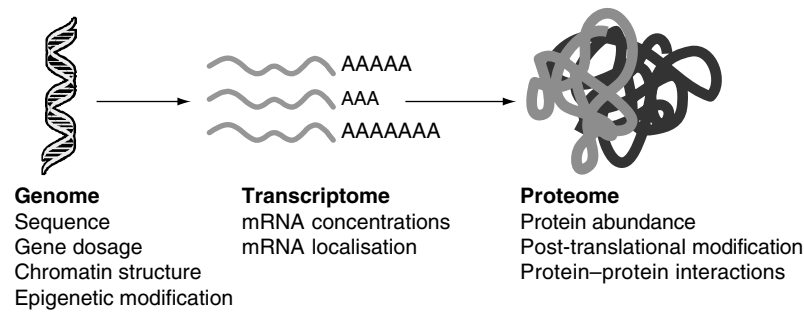 AAAAA
AAA
AAAAAAA
Genome
Sequence
Gene dosage
Chromatin structure
Epigenetic modification
Transcriptome
mRNA concentrations
mRNA localisation
Proteome
Protein abundance
Post-translational modification
Protein–protein interactions